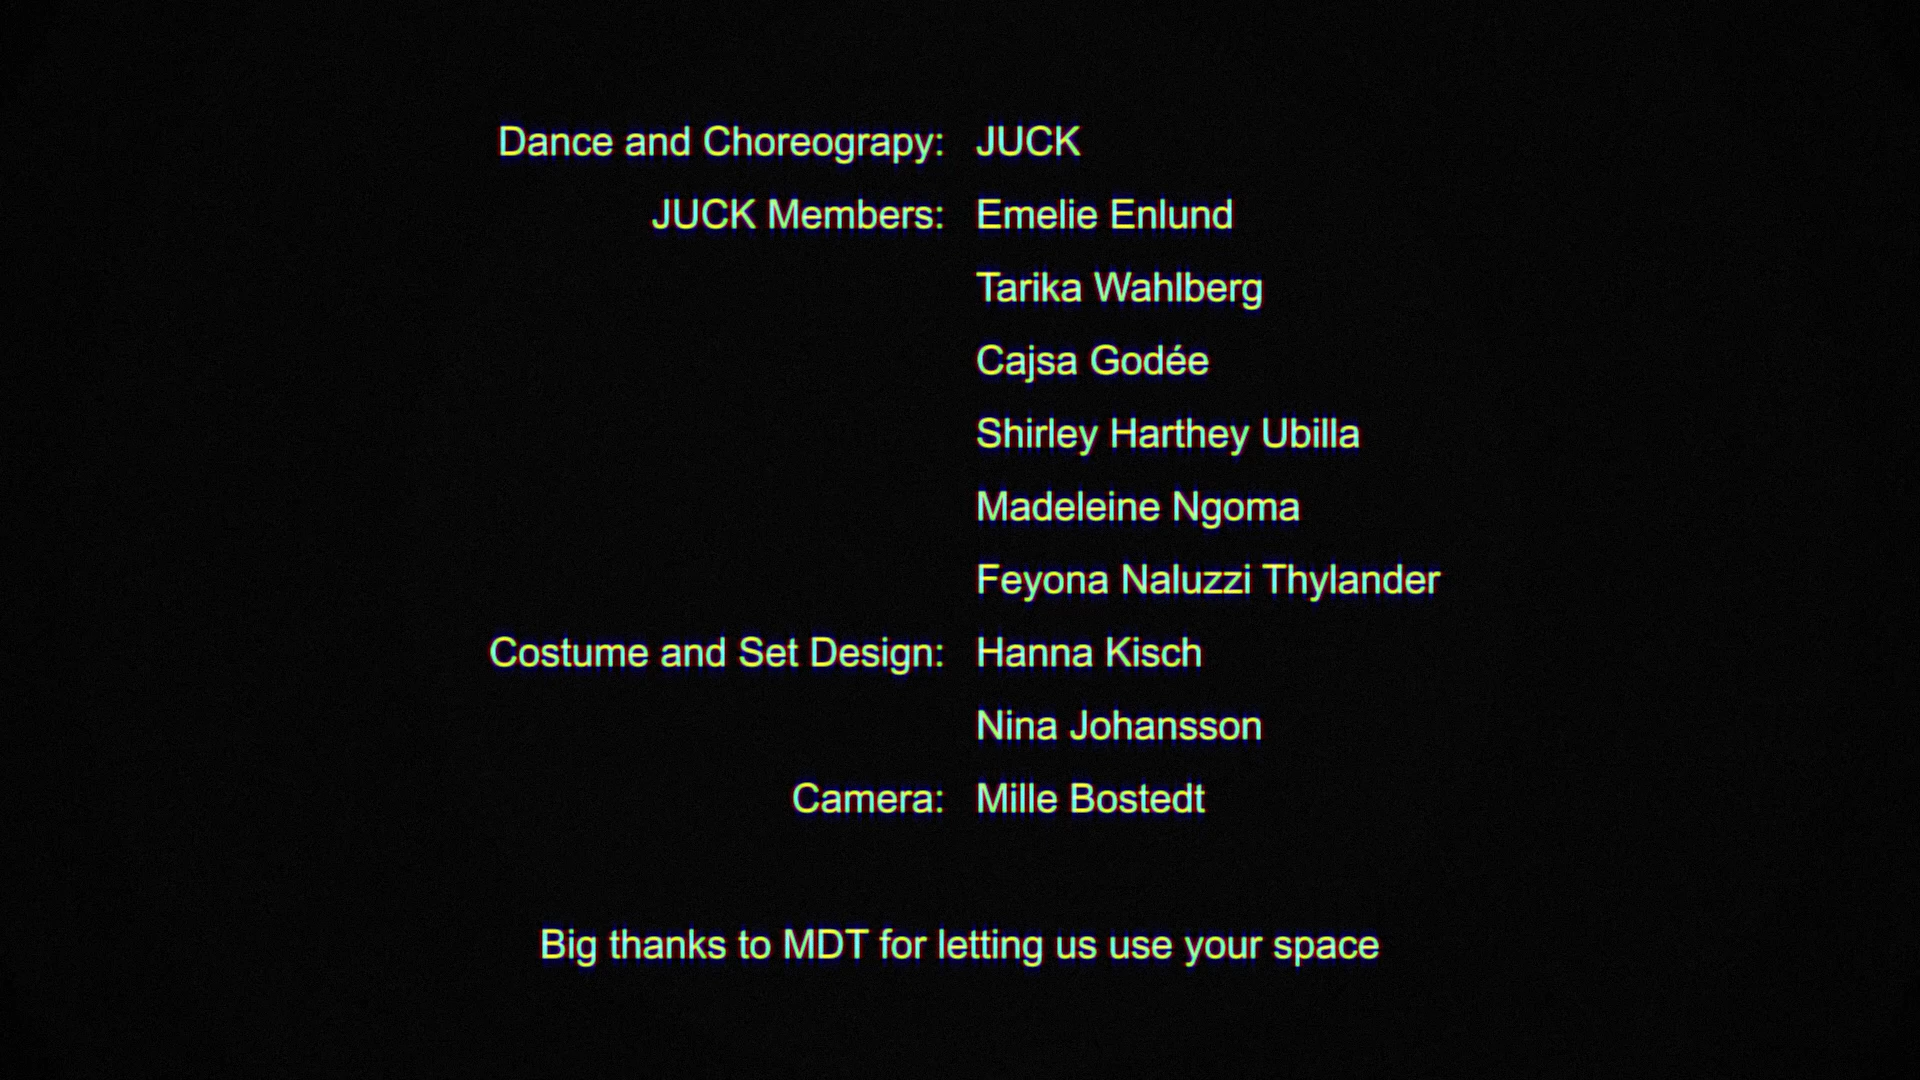 Dance and Choreograpy: JUCK
JUCK Members: Emelie Enlund
Tarika Wahlberg
Cajsa Godée
Shirley Harthey Ubilla
Madeleine Ngoma
Feyona Naluzzi Thylander
Costume and Set Design: Hanna Kisch
Nina Johansson
Camera: Mille Bostedt
Big thanks to MDT for letting us use your space